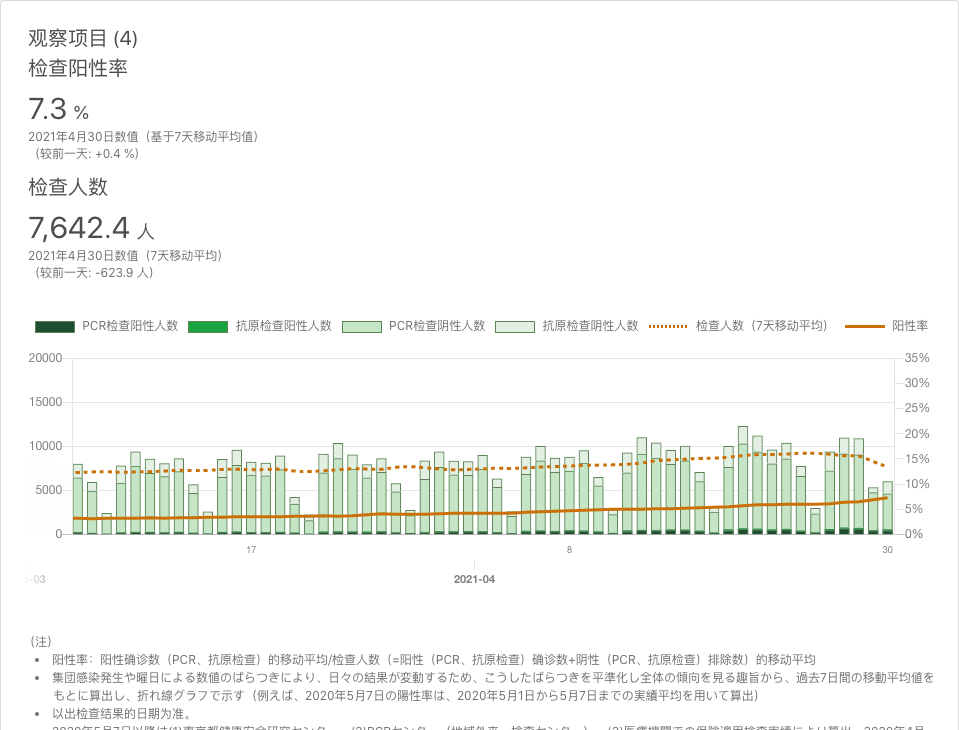 观察项目 (4)
检查阳性率
7.3 %
2021年4月30日数值（基于7天移动平均值）
（较前一天: +0.4 %）
检查人数
7,642.4 人
2021年4月30日数值（7天移动平均）
（较前一天: -623.9 人）
PCR检查阳性人数 抗原检查阳性人数 PCR检查阴性人数 抗原检查阴性人数 检查人数（7天移动平均） 阳性率
20000 35%
30%
15000 25%
20%
10000 15%
5000 10%
5%
0 0%
17 8 30
-03 2021-04
（注）
• 阳性率：阳性确诊数（PCR、抗原检查）的移动平均/检查人数（=阳性（PCR、抗原检查）确诊数+阴性（PCR、抗原检查）排除数）的移动平均
• 集団感染発生や曜日による数値のばらつきにより、日々の結果が変動するため、こうしたばらつきを平準化し全体の傾向を見る趣旨から、過去7日間の移動平均値を
もとに算出し、折れ線グラフで示す（例えば、2020年5月7日の陽性率は、2020年5月1日から5月7日までの実績平均を用いて算出）
• 以出检查结果的日期为准。